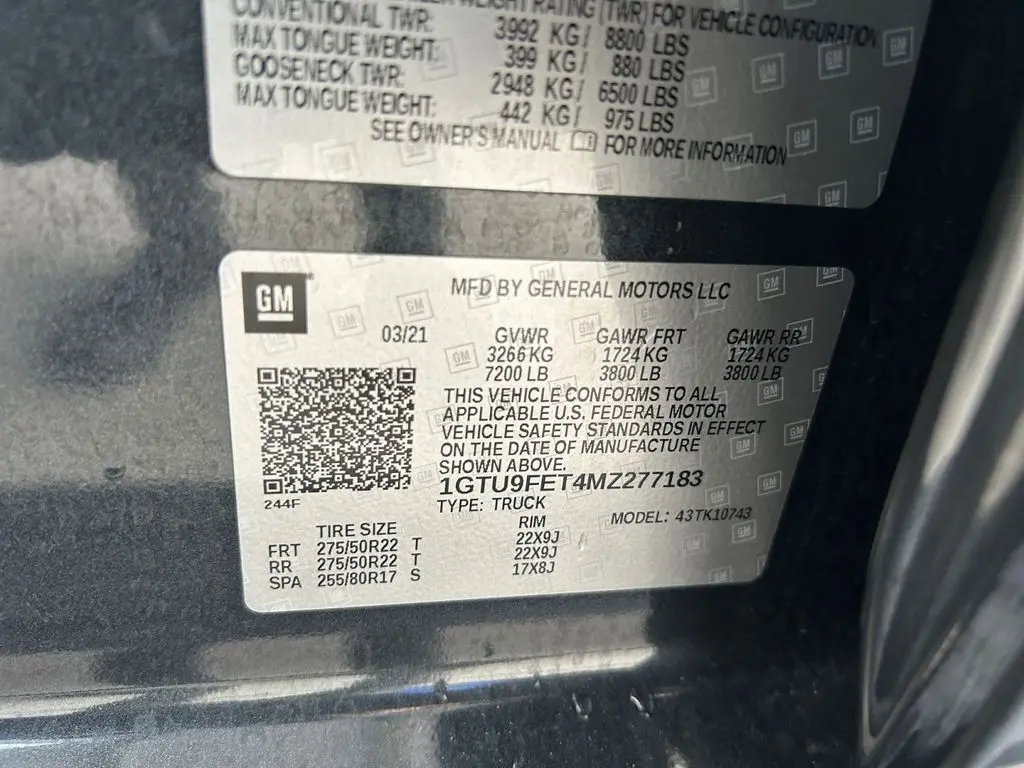 WEIGHT RATING (TWR) FOR VEHICLE CONFIGURATION
CONVENTIONAL TWR: 3992 KG/ 8800 LBS
MAX TONGUE WEIGHT: 399 KG/ 880 LBS
GOOSENECK TWR: 2948 KG/ 6500 LBS
MAX TONGUE WEIGHT: 442 KG/ 975 LBS
SEE OWNER'S MANUAL FOR MORE INFORMATION
GM
MFD BY GENERAL MOTORS LLC
03/21 GVWR GAWR FRT GAWR RR
3266 KG 1724 KG 1724 KG
7200 LB 3800 LB 3800 LB
THIS VEHICLE CONFORMS TO ALL
APPLICABLE U.S. FEDERAL MOTOR
VEHICLE SAFETY STANDARDS IN EFFECT
ON THE DATE OF MANUFACTURE
SHOWN ABOVE.
1GTU9FET4MZ277183
244F
TYPE: TRUCK
MODEL: 43TK10743
TIRE SIZE RIM
FRT 275/50R22 T 22X9J
RR 275/50R22 T 22X9J
SPA 255/80R17 S 17X8J